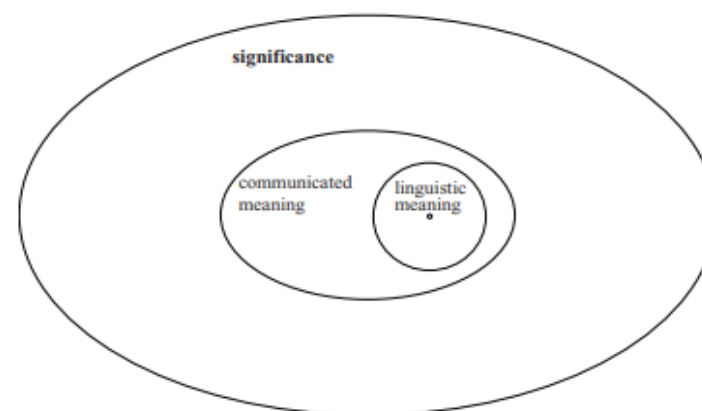 significance
communicated
meaning
linguistic
meaning